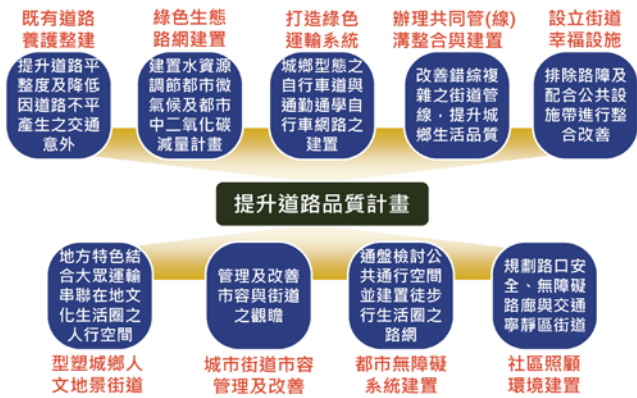 既有道路
養護整建
提升道路平
整度及降低
因道路不平
產生之交通
意外
綠色生態
路網建置
建置水資源
調節都市微
氣候及都市
中二氧化碳
減量計畫
打造綠色
運輸系統
城鄉型態之
自行車道與
通勤通學自
行車網路之
建置
辦理共同管(線)
溝整合與建置
改善錯綜複
雜之街道管
線，提升城
鄉生活品質
設立街道
幸福設施
排除路障及
配合公共設
施帶進行整
合改善
提升道路品質計畫
地方特色結
合大眾運輸
串聯在地文
化生活圈之
人行空間
型塑城鄉人
文地景街道
管理及改善
市容與街道
之觀瞻
城市街道市容
管理及改善
通盤檢討公
共通行空間
並建置徒步
行生活圈之
路網
都市無障礙
系統建置
規劃路口安
全、無障礙
路廊與交通
寧靜區街道
社區照顧
環境建置